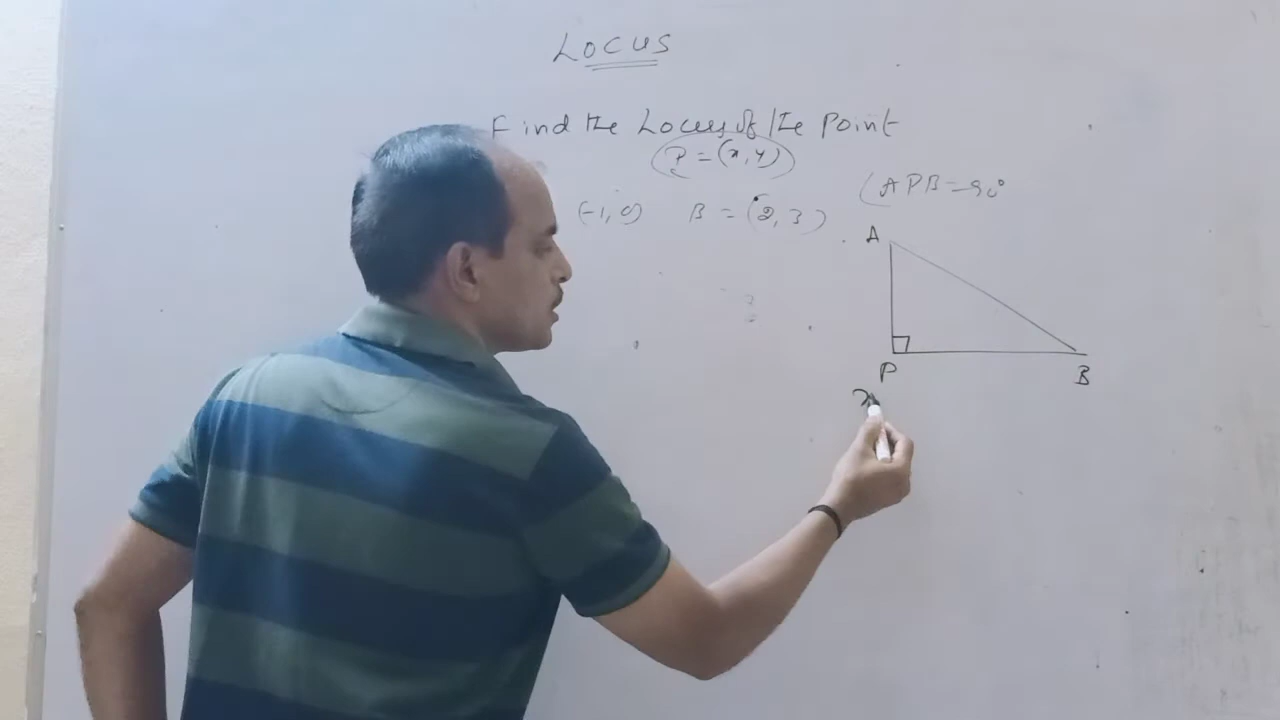 LOCUS
Find the Locus of the Point
P = (x, y)
(APB = 90°
(-1, 0) B = (2, 3)
A
P B